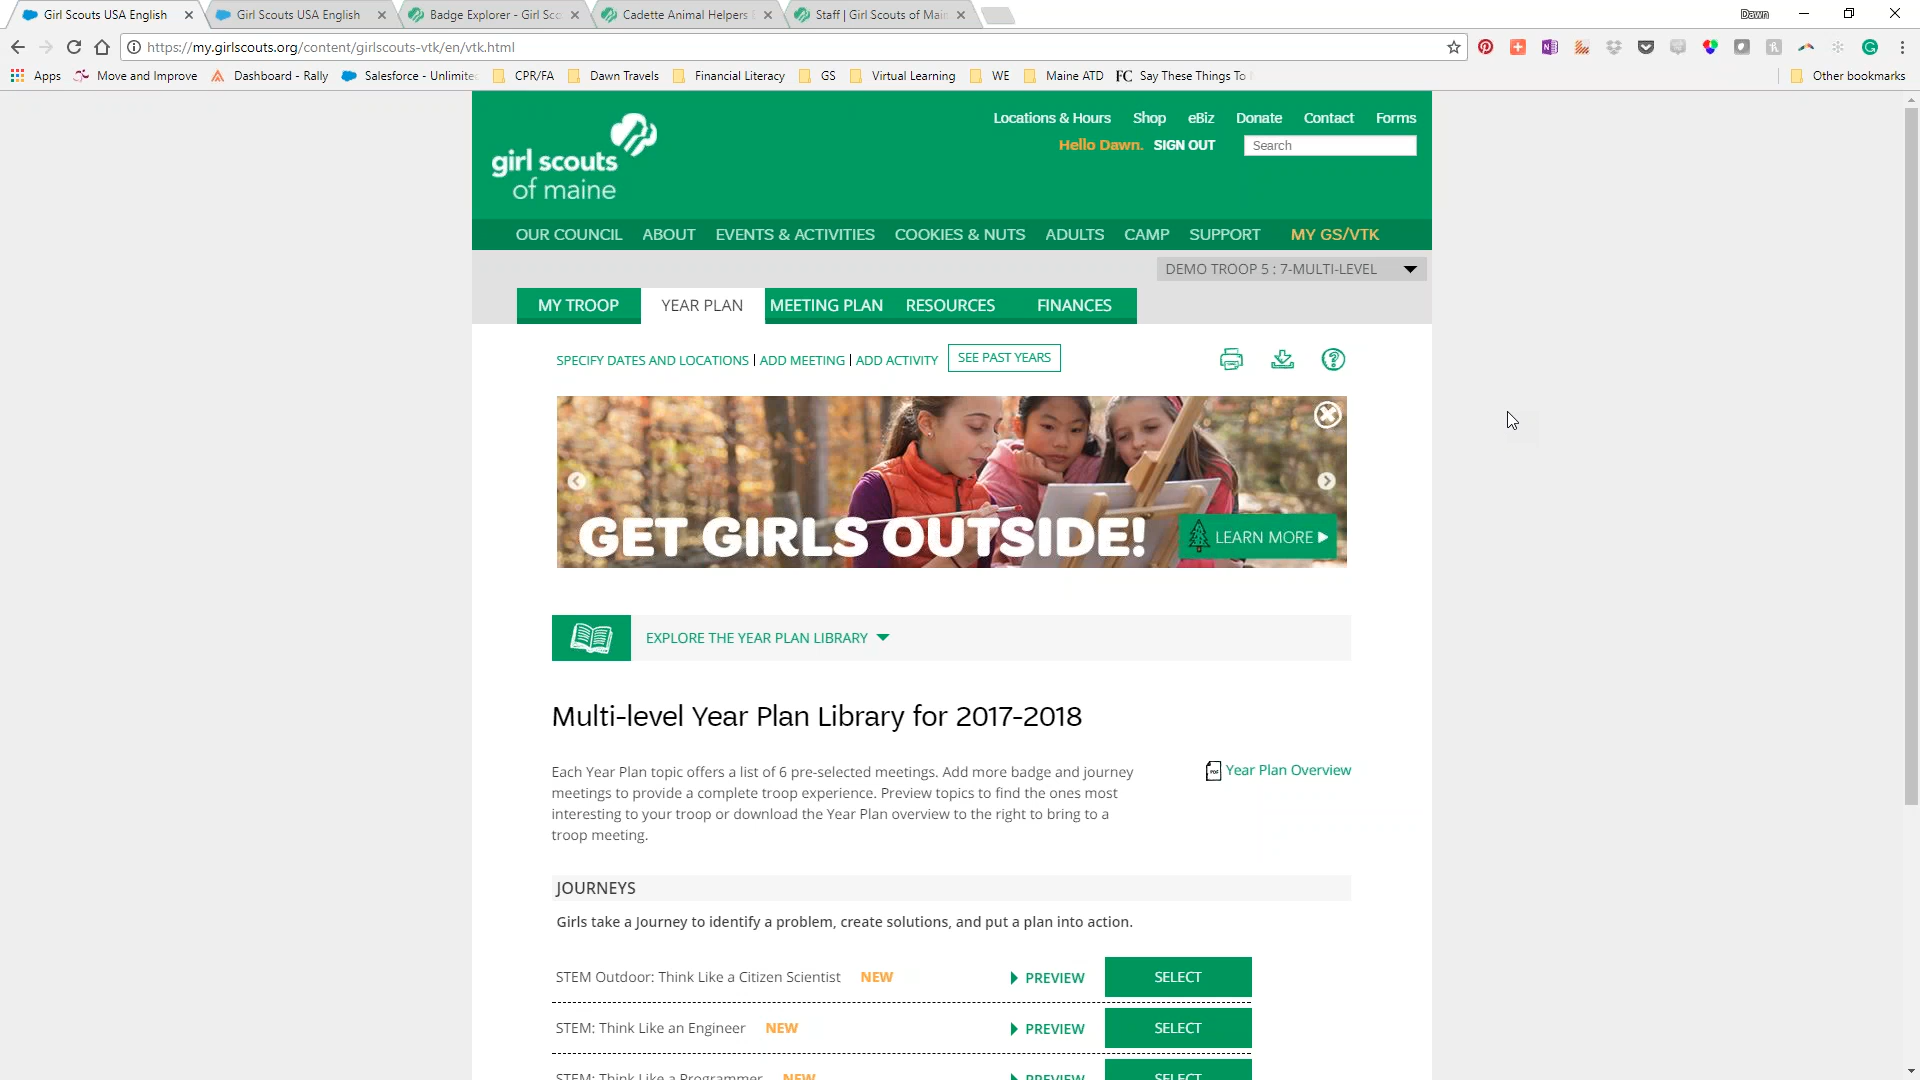 Girl Scouts USA English
Girl Scouts USA English
Badge Explorer - Girl Sc
Cadette Animal Helpers
Staff | Girl Scouts of Mai
Dawn
https://my.girlscouts.org/content/girlscouts-vtk/en/vtk.html
Apps
Move and Improve
Dashboard - Rally
Salesforce - Unlimite
CPR/FA
Dawn Travels
Financial Literacy
GS
Virtual Learning
WE
Maine ATD
FC Say These Things To
Other bookmarks
Locations & Hours Shop eBiz Donate Contact Forms
Hello Dawn. SIGN OUT
Search
girl scouts
of maine
OUR COUNCIL ABOUT EVENTS & ACTIVITIES COOKIES & NUTS ADULTS CAMP SUPPORT MY GS/VTK
DEMO TROOP 5 : 7-MULTI-LEVEL
MY TROOP YEAR PLAN MEETING PLAN RESOURCES FINANCES
SPECIFY DATES AND LOCATIONS | ADD MEETING | ADD ACTIVITY SEE PAST YEARS
GET GIRLS OUTSIDE!
LEARN MORE
EXPLORE THE YEAR PLAN LIBRARY
Multi-level Year Plan Library for 2017-2018
Each Year Plan topic offers a list of 6 pre-selected meetings. Add more badge and journey
meetings to provide a complete troop experience. Preview topics to find the ones most
interesting to your troop or download the Year Plan overview to the right to bring to a
troop meeting.
Year Plan Overview
JOURNEYS
Girls take a Journey to identify a problem, create solutions, and put a plan into action.
STEM Outdoor: Think Like a Citizen Scientist NEW PREVIEW SELECT
STEM: Think Like an Engineer NEW PREVIEW SELECT
STEM: Think Like a Programmer NEW PREVIEW SELECT